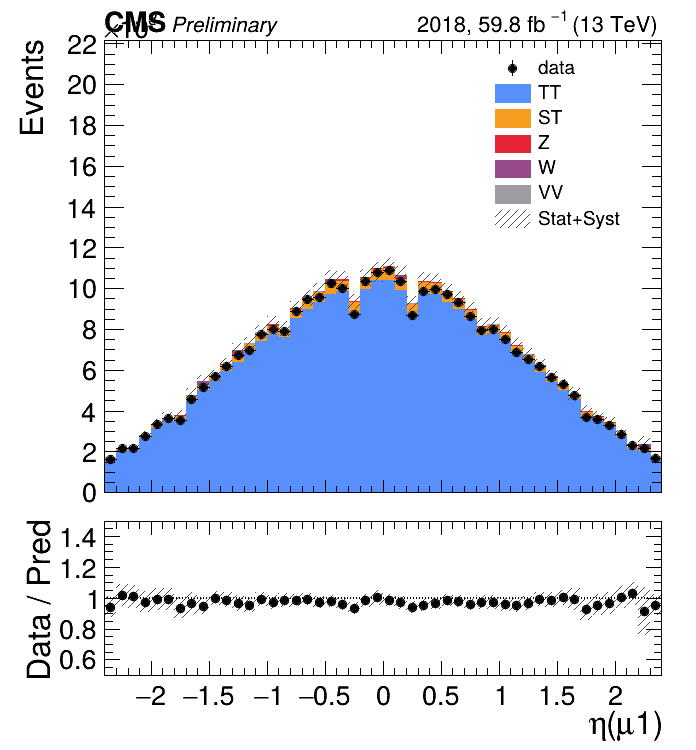 CMS Preliminary 2018, 59.8 fb⁻¹ (13 TeV)
Events
22
20
18
16
14
12
10
8
6
4
2
0
data
TT
ST
Z
W
VV
Stat+Syst
Data / Pred
1.4
1.2
1
0.8
0.6
−2 −1.5 −1 −0.5 0 0.5 1 1.5 2
η(μ1)